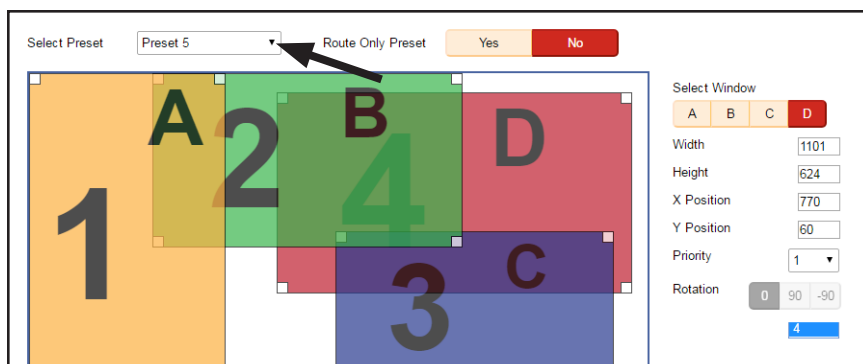 Select Preset Preset 5 Route Only Preset Yes No
Select Window
A B C D
Width 1101
Height 624
X Position 770
Y Position 60
Priority 1
Rotation 0 90 -90
4
A B D
1 2 4
3 C